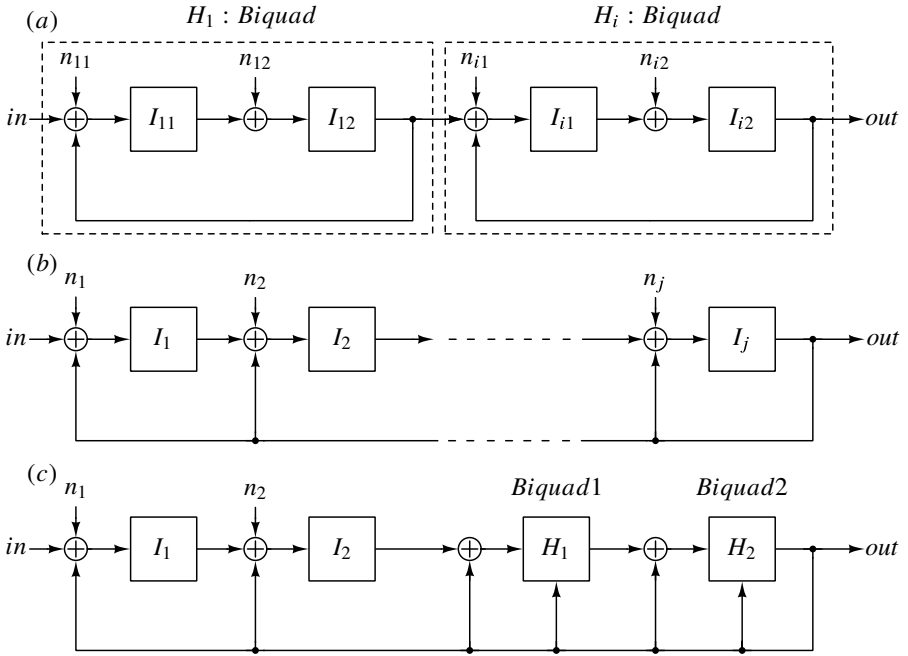 (a)
H₁ : Biquad
Hᵢ : Biquad
n₁₁
n₁₂
nᵢ₁
nᵢ₂
in
I₁₁
I₁₂
Iᵢ₁
Iᵢ₂
out
(b)
n₁
n₂
nⱼ
in
I₁
I₂
Iⱼ
out
(c)
n₁
n₂
Biquad1
Biquad2
in
I₁
I₂
H₁
H₂
out